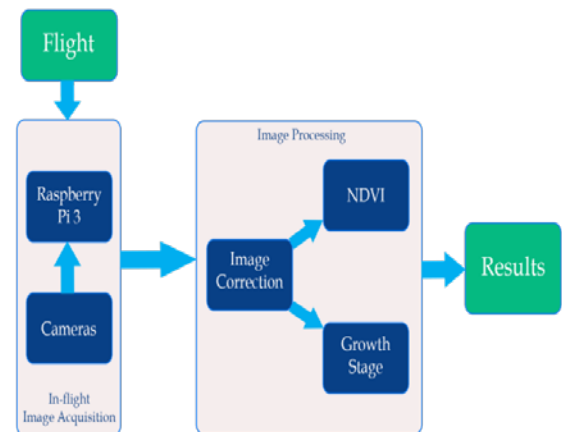 Flight
Raspberry
Pi 3
Cameras
In-flight
Image Acquisition
Image Processing
Image
Correction
NDVI
Growth
Stage
Results